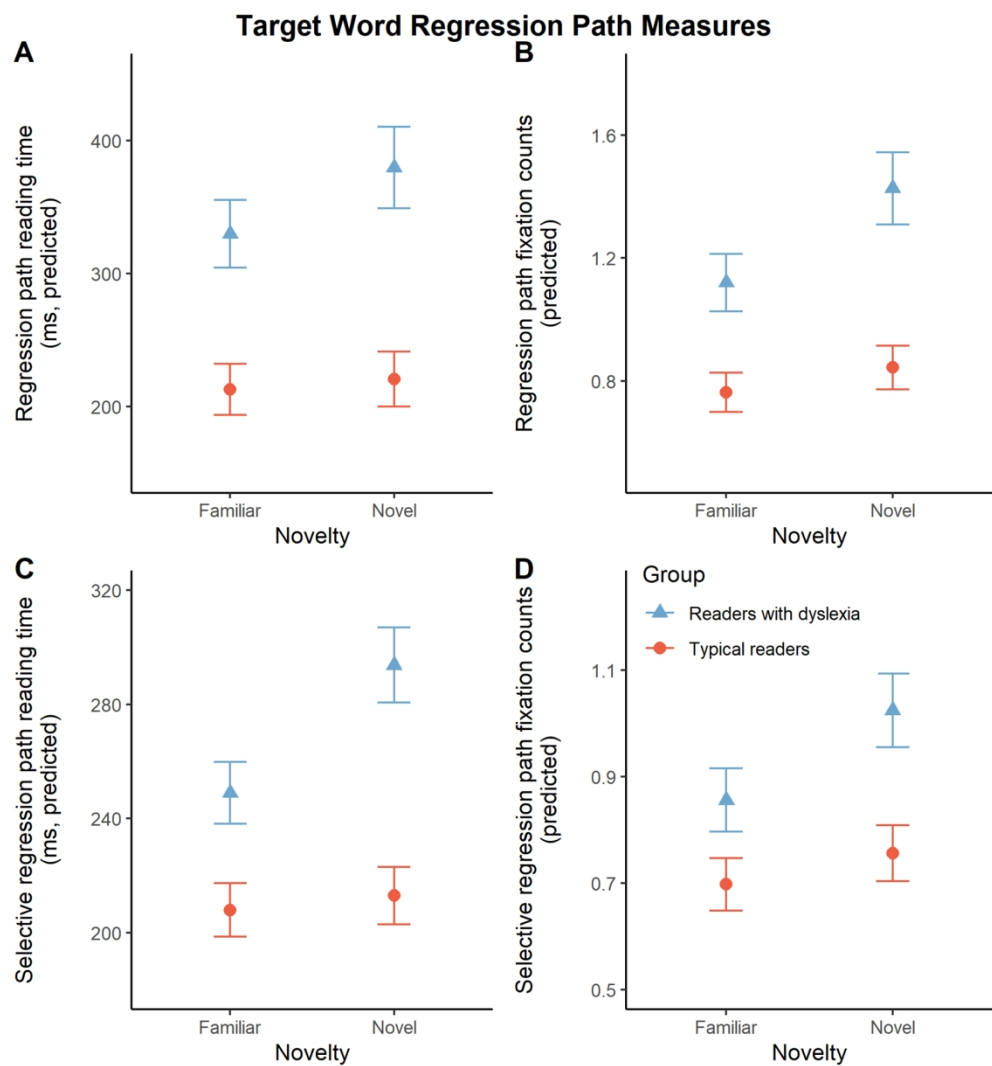 Target Word Regression Path Measures
A
Regression path reading time
(ms, predicted)
400
300
200
Familiar
Novel
Novelty
B
Regression path fixation counts
(predicted)
1.6
1.2
0.8
Familiar
Novel
Novelty
C
Selective regression path reading time
(ms, predicted)
320
280
240
200
Familiar
Novel
Novelty
D
Selective regression path fixation counts
(predicted)
1.1
0.9
0.7
0.5
Group
Readers with dyslexia
Typical readers
Familiar
Novel
Novelty